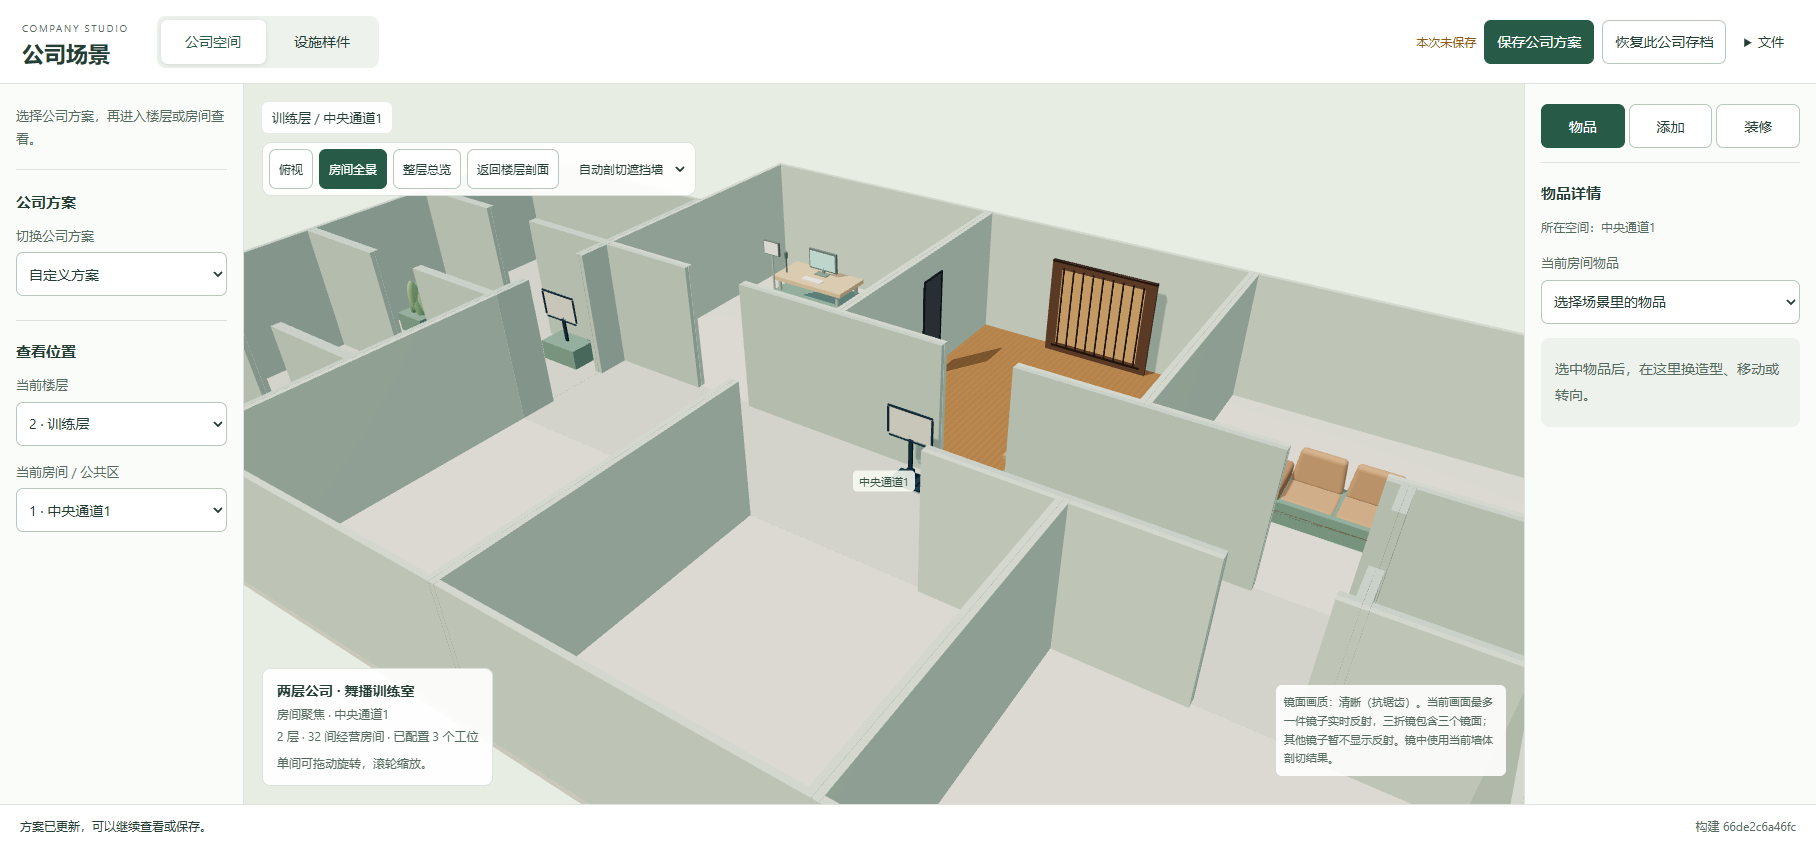 COMPANY STUDIO
公司场景
公司空间
设施样件
本次未保存
保存公司方案
恢复此公司存档
▶ 文件
选择公司方案，再进入楼层或房间查
看。
公司方案
切换公司方案
自定义方案
查看位置
当前楼层
2 · 训练层
当前房间 / 公共区
1 · 中央通道1
训练层 / 中央通道1
俯视
房间全景
整层总览
返回楼层剖面
自动剖切遮挡墙
中央通道1
两层公司 · 舞播训练室
房间聚焦 · 中央通道1
2 层 · 32 间经营房间 · 已配置 3 个工位
单间可拖动旋转，滚轮缩放。
镜面画质：清晰（抗锯齿）。当前画面最多
一件镜子实时反射，三折镜包含三个镜面；
其他镜子暂不显示反射。镜中使用当前墙体
剖切结果。
物品
添加
装修
物品详情
所在空间：中央通道1
当前房间物品
选择场景里的物品
选中物品后，在这里换造型、移动或
转向。
方案已更新，可以继续查看或保存。
构建 66de2c6a46fc